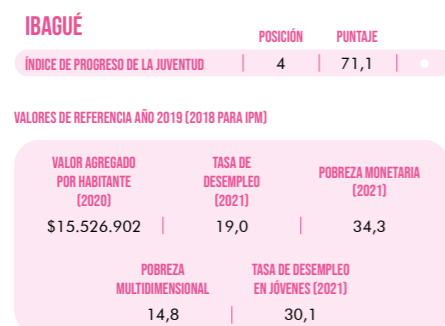 IBAGUÉ
POSICIÓN PUNTAJE
ÍNDICE DE PROGRESO DE LA JUVENTUD | 4 | 71,1 |
VALORES DE REFERENCIA AÑO 2019 (2018 PARA IPM)
VALOR AGREGADO
POR HABITANTE
(2020)
$15.526.902
TASA DE
DESEMPLEO
(2021)
19,0
POBREZA MONETARIA
(2021)
34,3
POBREZA
MULTIDIMENSIONAL
14,8
TASA DE DESEMPLEO
EN JÓVENES (2021)
30,1